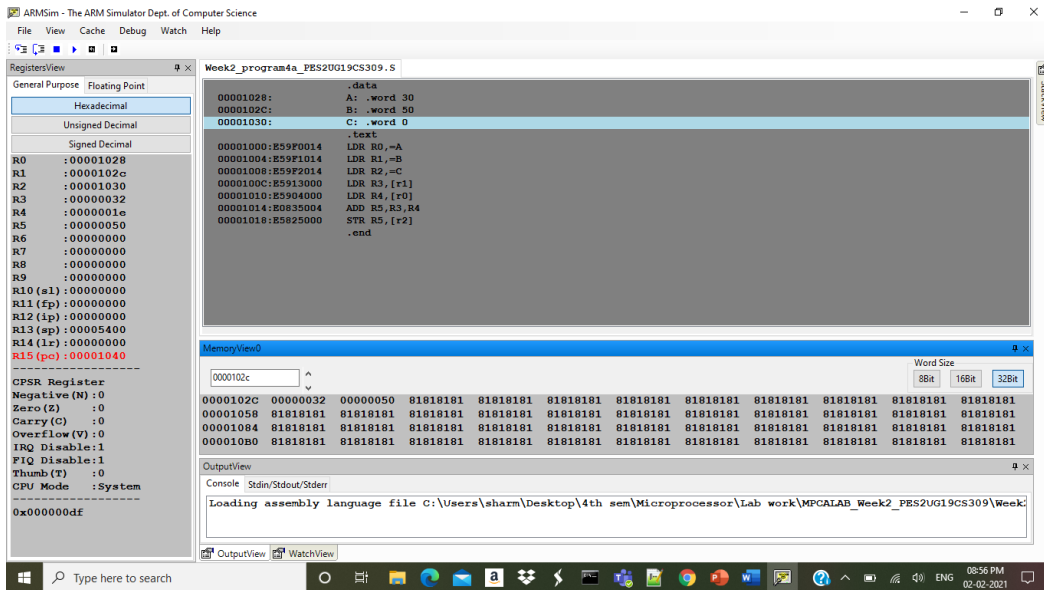 ARMSim - The ARM Simulator Dept. of Computer Science
File View Cache Debug Watch Help
RegistersView
General Purpose Floating Point
Hexadecimal
Unsigned Decimal
Signed Decimal
R0 :00001028
R1 :0000102c
R2 :00001030
R3 :00000032
R4 :0000001e
R5 :00000050
R6 :00000000
R7 :00000000
R8 :00000000
R9 :00000000
R10(sl):00000000
R11(fp):00000000
R12(ip):00000000
R13(sp):00005400
R14(lr):00000000
R15(pc):00001040
------------------
CPSR Register
Negative(N):0
Zero(Z) :0
Carry(C) :0
Overflow(V):0
IRQ Disable:1
FIQ Disable:1
Thumb(T) :0
CPU Mode :System
------------------
0x000000df
Week2_program4a_PES2UG19CS309.S
.data
00001028: A: .word 30
0000102C: B: .word 50
00001030: C: .word 0
.text
00001000:E59F0014 LDR R0,=A
00001004:E59F1014 LDR R1,=B
00001008:E59F2014 LDR R2,=C
0000100C:E5913000 LDR R3,[r1]
00001010:E5904000 LDR R4,[r0]
00001014:E0835004 ADD R5,R3,R4
00001018:E5825000 STR R5,[r2]
.end
MemoryView0
0000102c
Word Size
8Bit 16Bit 32Bit
0000102C 00000032 00000050 81818181 81818181 81818181 81818181 81818181 81818181 81818181 81818181 81818181
00001058 81818181 81818181 81818181 81818181 81818181 81818181 81818181 81818181 81818181 81818181 81818181
00001084 81818181 81818181 81818181 81818181 81818181 81818181 81818181 81818181 81818181 81818181 81818181
000010B0 81818181 81818181 81818181 81818181 81818181 81818181 81818181 81818181 81818181 81818181 81818181
OutputView
Console Stdin/Stdout/Stderr
Loading assembly language file C:\Users\sharm\Desktop\4th sem\Microprocessor\Lab work\MPCALAB_Week2_PES2UG19CS309\Week
OutputView WatchView
Type here to search
ENG
08:56 PM
02-02-2021